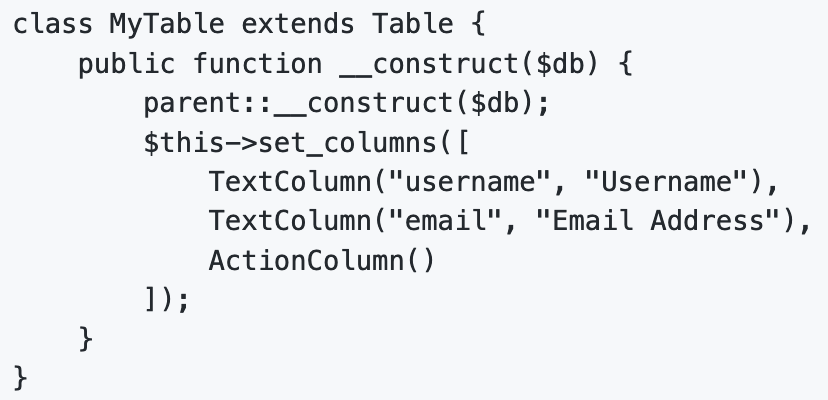 class MyTable extends Table {
    public function __construct($db) {
        parent::__construct($db);
        $this->set_columns([
            TextColumn("username", "Username"),
            TextColumn("email", "Email Address"),
            ActionColumn()
        ]);
    }
}